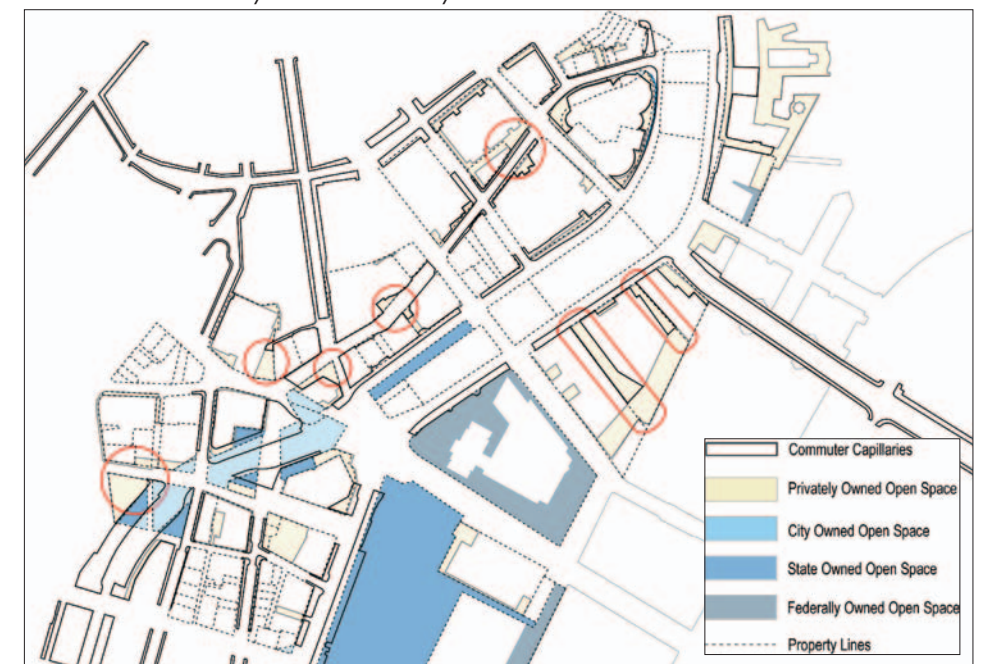 Commuter Capillaries
Privately Owned Open Space
City Owned Open Space
State Owned Open Space
Federally Owned Open Space
Property Lines